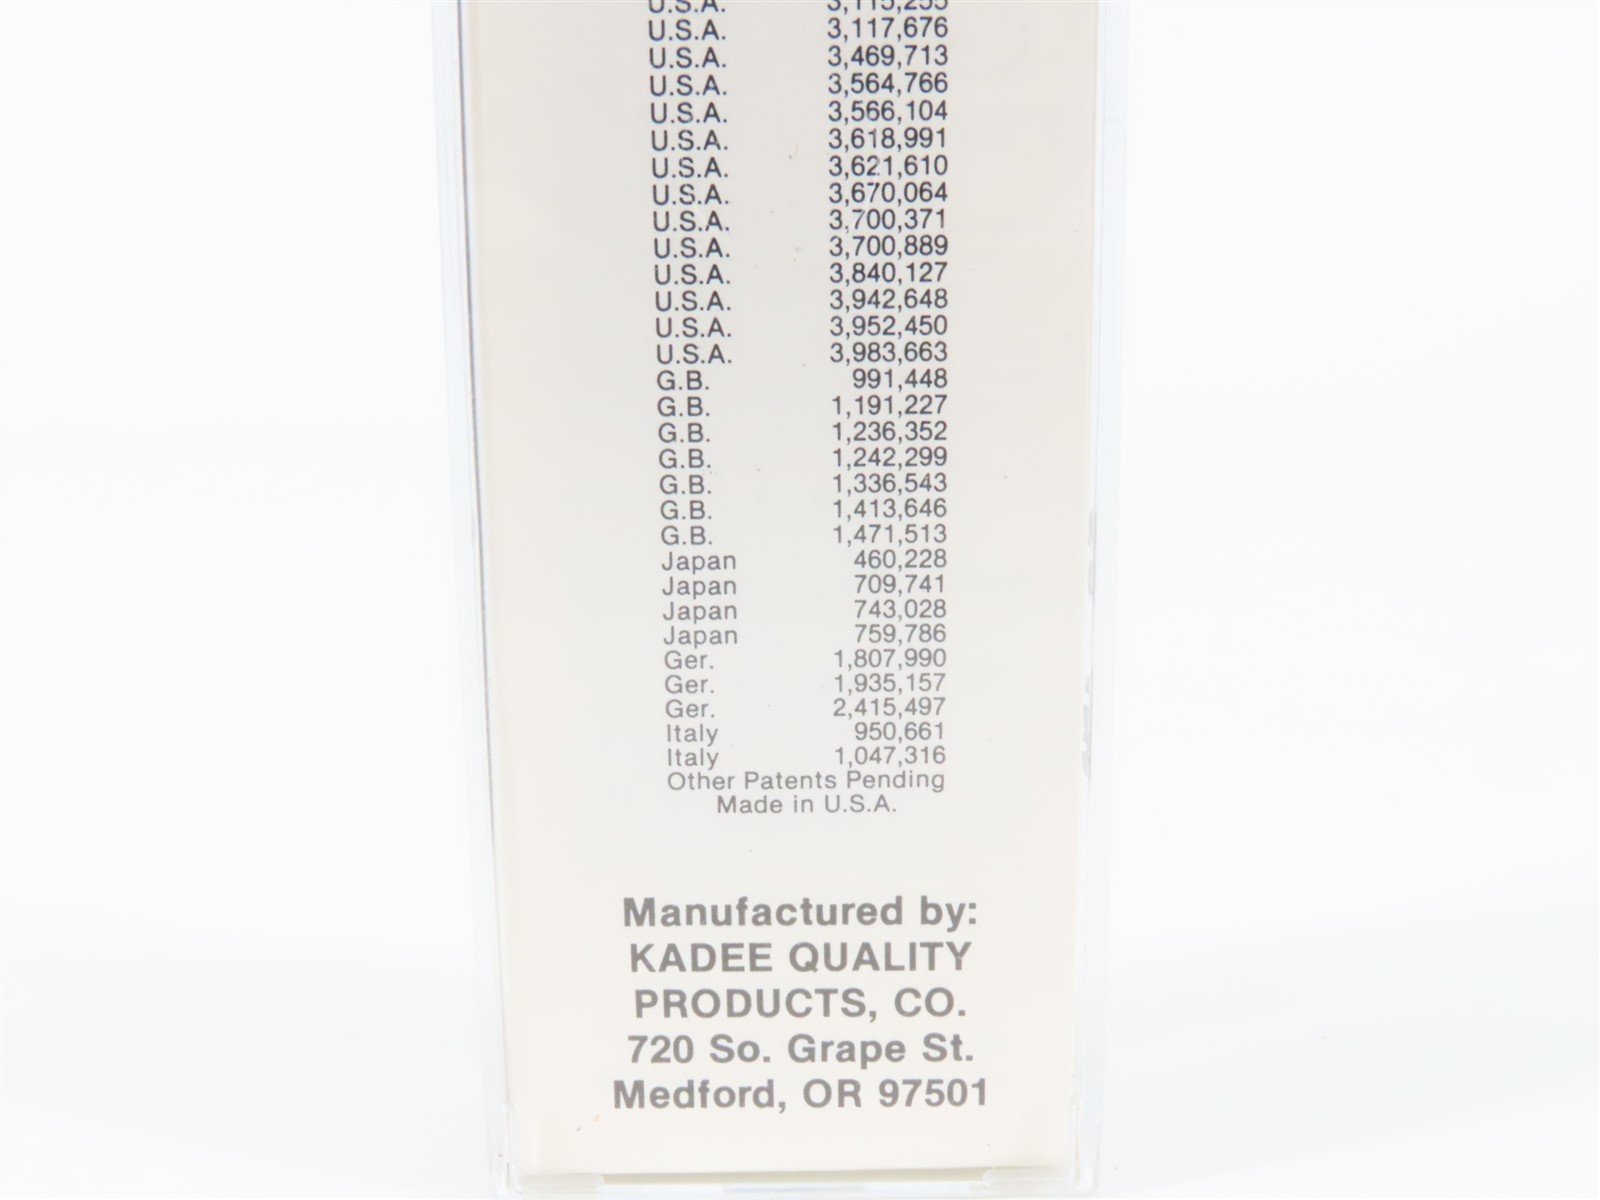 U.S.A. 3,115,255
U.S.A. 3,117,676
U.S.A. 3,469,713
U.S.A. 3,564,766
U.S.A. 3,566,104
U.S.A. 3,618,991
U.S.A. 3,621,610
U.S.A. 3,670,064
U.S.A. 3,700,371
U.S.A. 3,700,889
U.S.A. 3,840,127
U.S.A. 3,942,648
U.S.A. 3,952,450
U.S.A. 3,983,663
G.B. 991,448
G.B. 1,191,227
G.B. 1,236,352
G.B. 1,242,299
G.B. 1,336,543
G.B. 1,413,646
G.B. 1,471,513
Japan 460,228
Japan 709,741
Japan 743,028
Japan 759,786
Ger. 1,807,990
Ger. 1,935,157
Ger. 2,415,497
Italy 950,661
Italy 1,047,316
Other Patents Pending
Made in U.S.A.
Manufactured by:
KADEE QUALITY
PRODUCTS, CO.
720 So. Grape St.
Medford, OR 97501